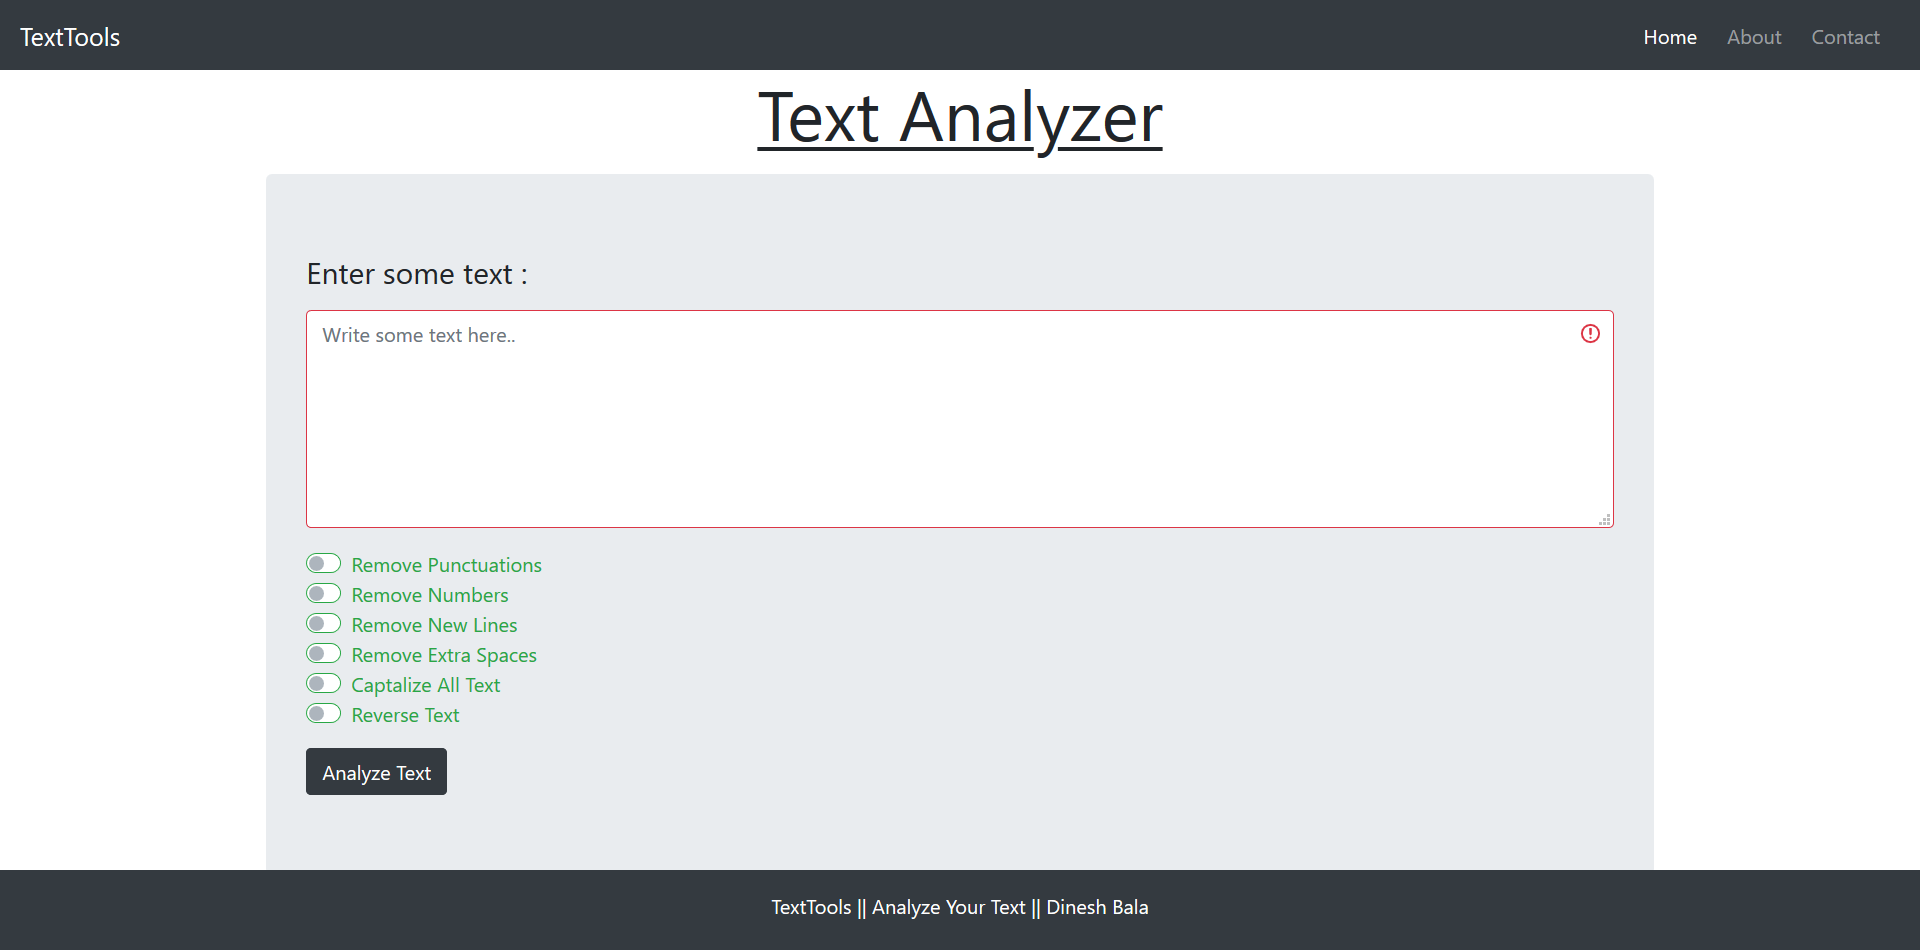 TextTools
Home About Contact
Text Analyzer
Enter some text :
Write some text here..
Remove Punctuations
Remove Numbers
Remove New Lines
Remove Extra Spaces
Captalize All Text
Reverse Text
Analyze Text
TextTools || Analyze Your Text || Dinesh Bala